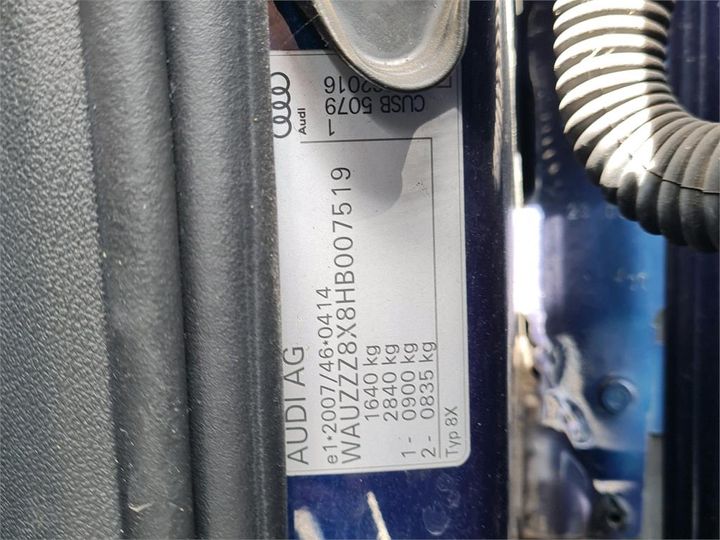 AUDI AG
e1*2007/46*0414
WAUZZZ8X8HB007519
1640 kg
2840 kg
1- 0900 kg
2- 0835 kg
Typ 8X
Audi
1
CUSB 5079
2016